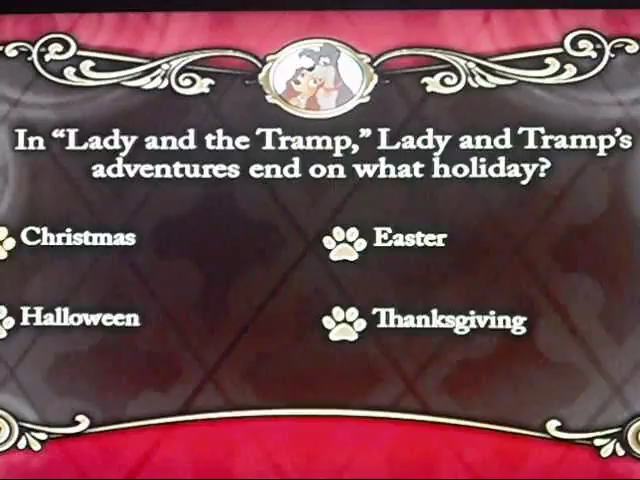 In “Lady and the Tramp,” Lady and Tramp’s
adventures end on what holiday?
Christmas
Easter
Halloween
Thanksgiving